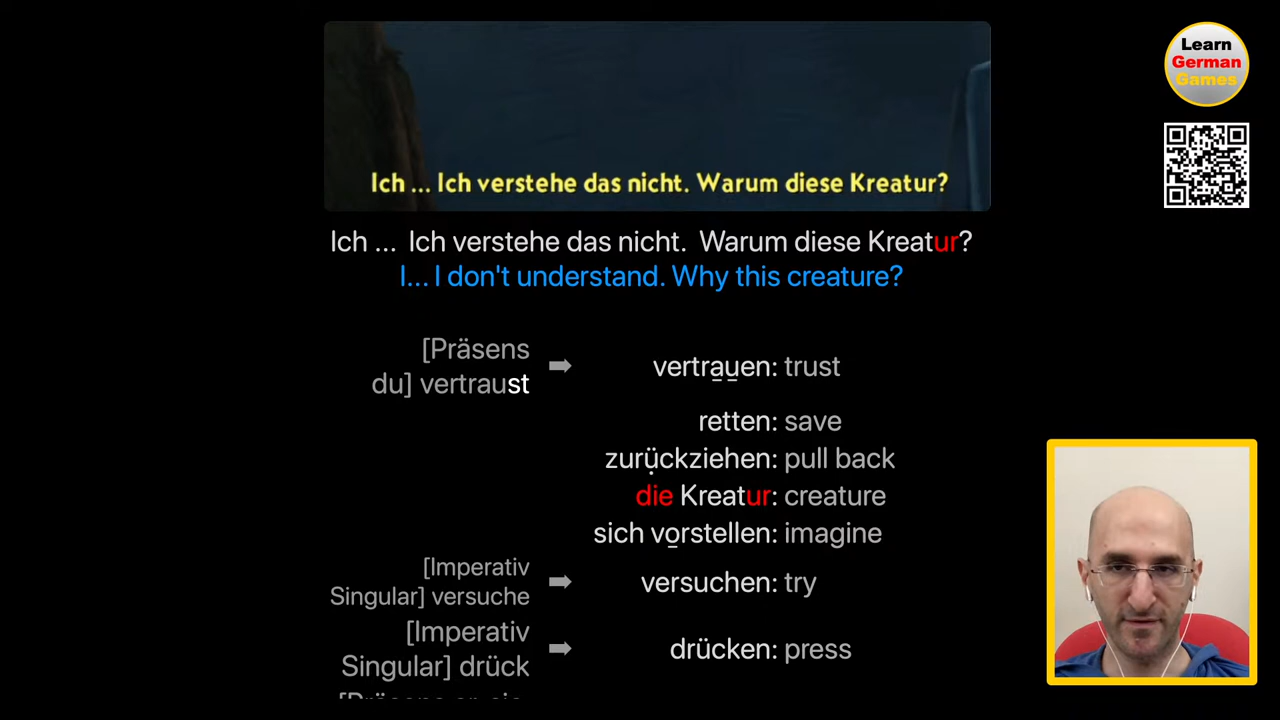 Learn
German
Games
Ich ... Ich verstehe das nicht. Warum diese Kreatur?
Ich ... Ich verstehe das nicht. Warum diese Kreatur?
I... I don't understand. Why this creature?
[Präsens
du] vertraust ➡ vertrauen: trust
retten: save
zurückziehen: pull back
die Kreatur: creature
sich vorstellen: imagine
[Imperativ
Singular] versuche ➡ versuchen: try
[Imperativ
Singular] drück ➡ drücken: press